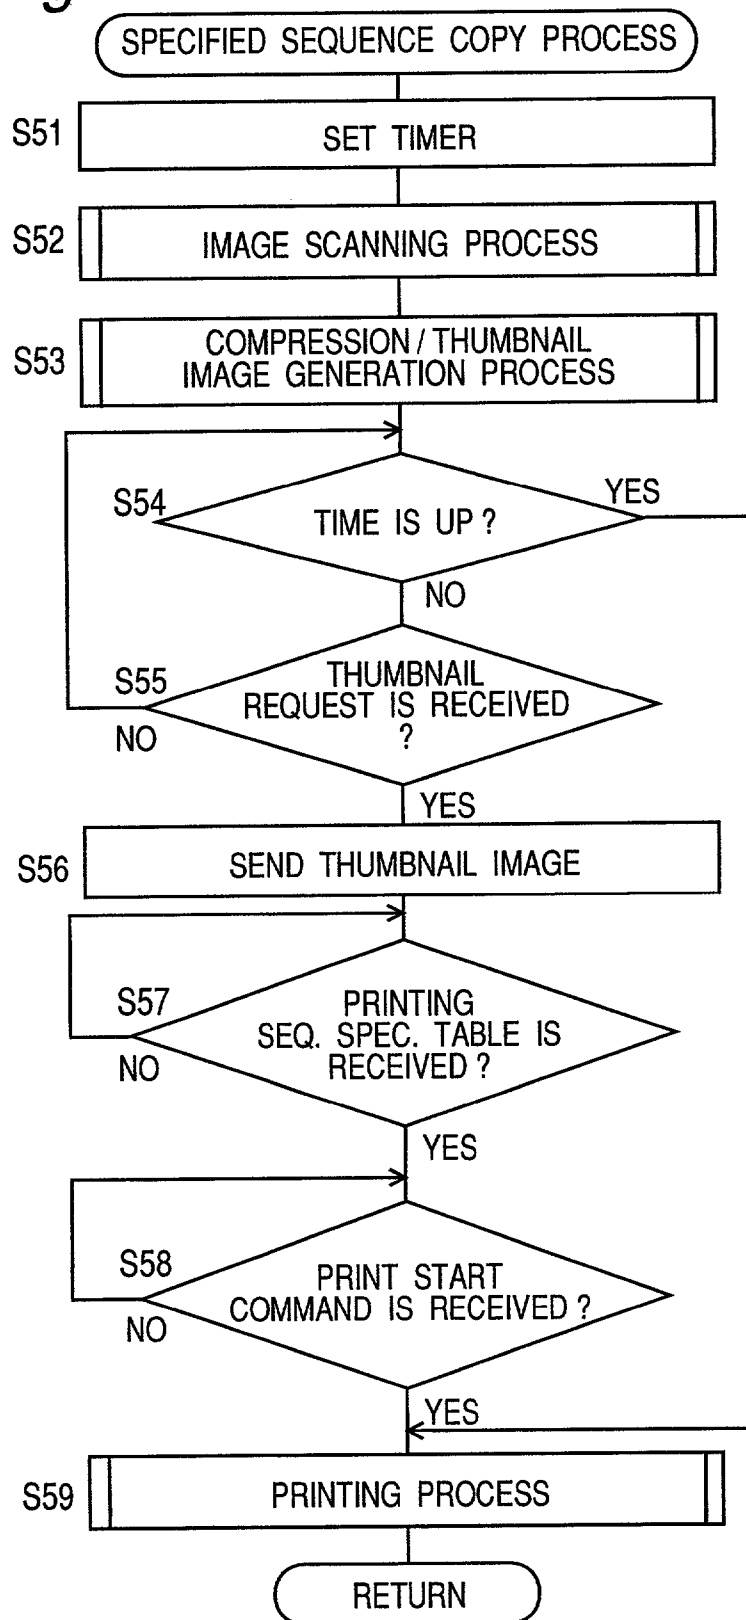 SPECIFIED SEQUENCE COPY PROCESS
S51
SET TIMER
S52
IMAGE SCANNING PROCESS
S53
COMPRESSION / THUMBNAIL
IMAGE GENERATION PROCESS
S54
TIME IS UP ?
YES
NO
S55
THUMBNAIL
REQUEST IS RECEIVED
?
NO
YES
S56
SEND THUMBNAIL IMAGE
S57
PRINTING
SEQ. SPEC. TABLE IS
RECEIVED ?
NO
YES
S58
PRINT START
COMMAND IS RECEIVED ?
NO
YES
S59
PRINTING PROCESS
RETURN